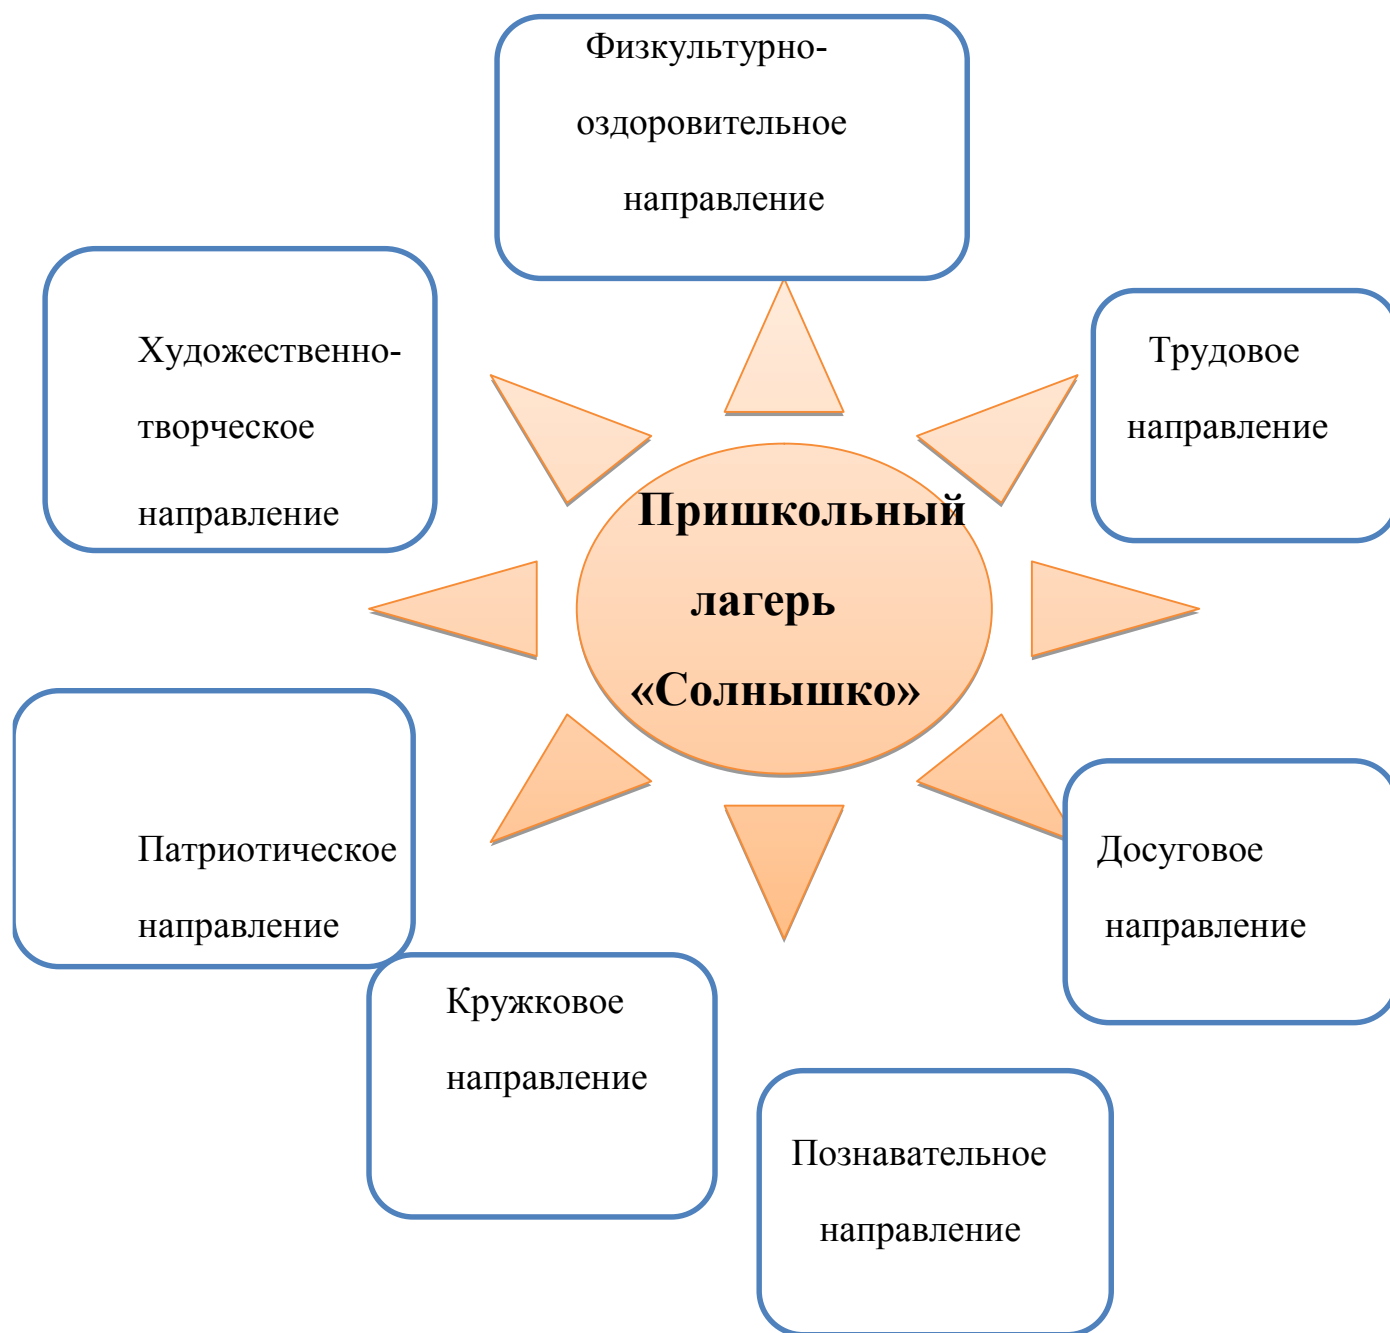 Физкультурно-
оздоровительное
направление
Художественно-
творческое
направление
Трудовое
направление
Пришкольный
лагерь
«Солнышко»
Патриотическое
направление
Досуговое
направление
Кружковое
направление
Познавательное
направление